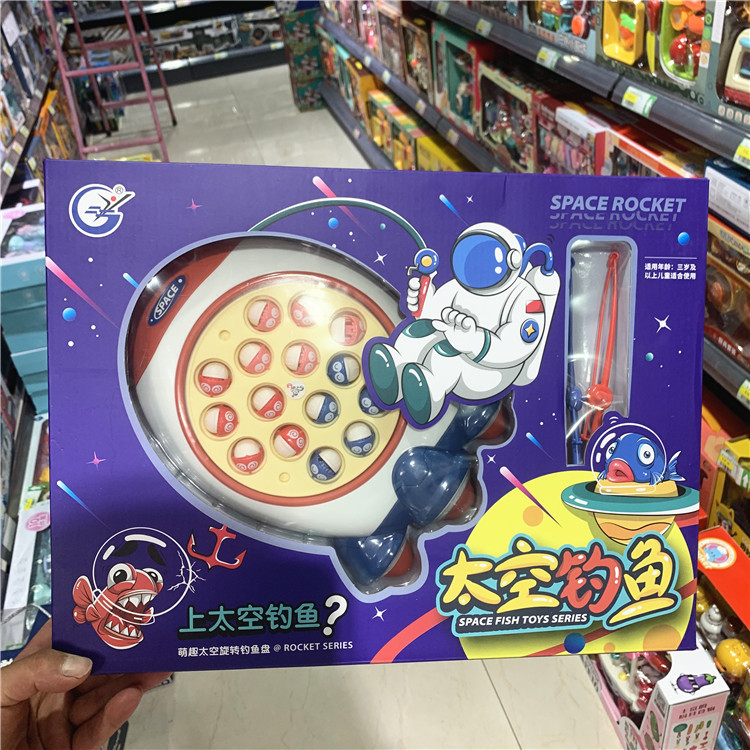 ®
SPACE ROCKET
SPACE ROCKET
适用年龄：三岁及
以上儿童适合使用
SPACE
太空钓鱼
SPACE FISH TOYS SERIES
上太空钓鱼?
萌趣太空旋转钓鱼盘 @ ROCKET SERIES